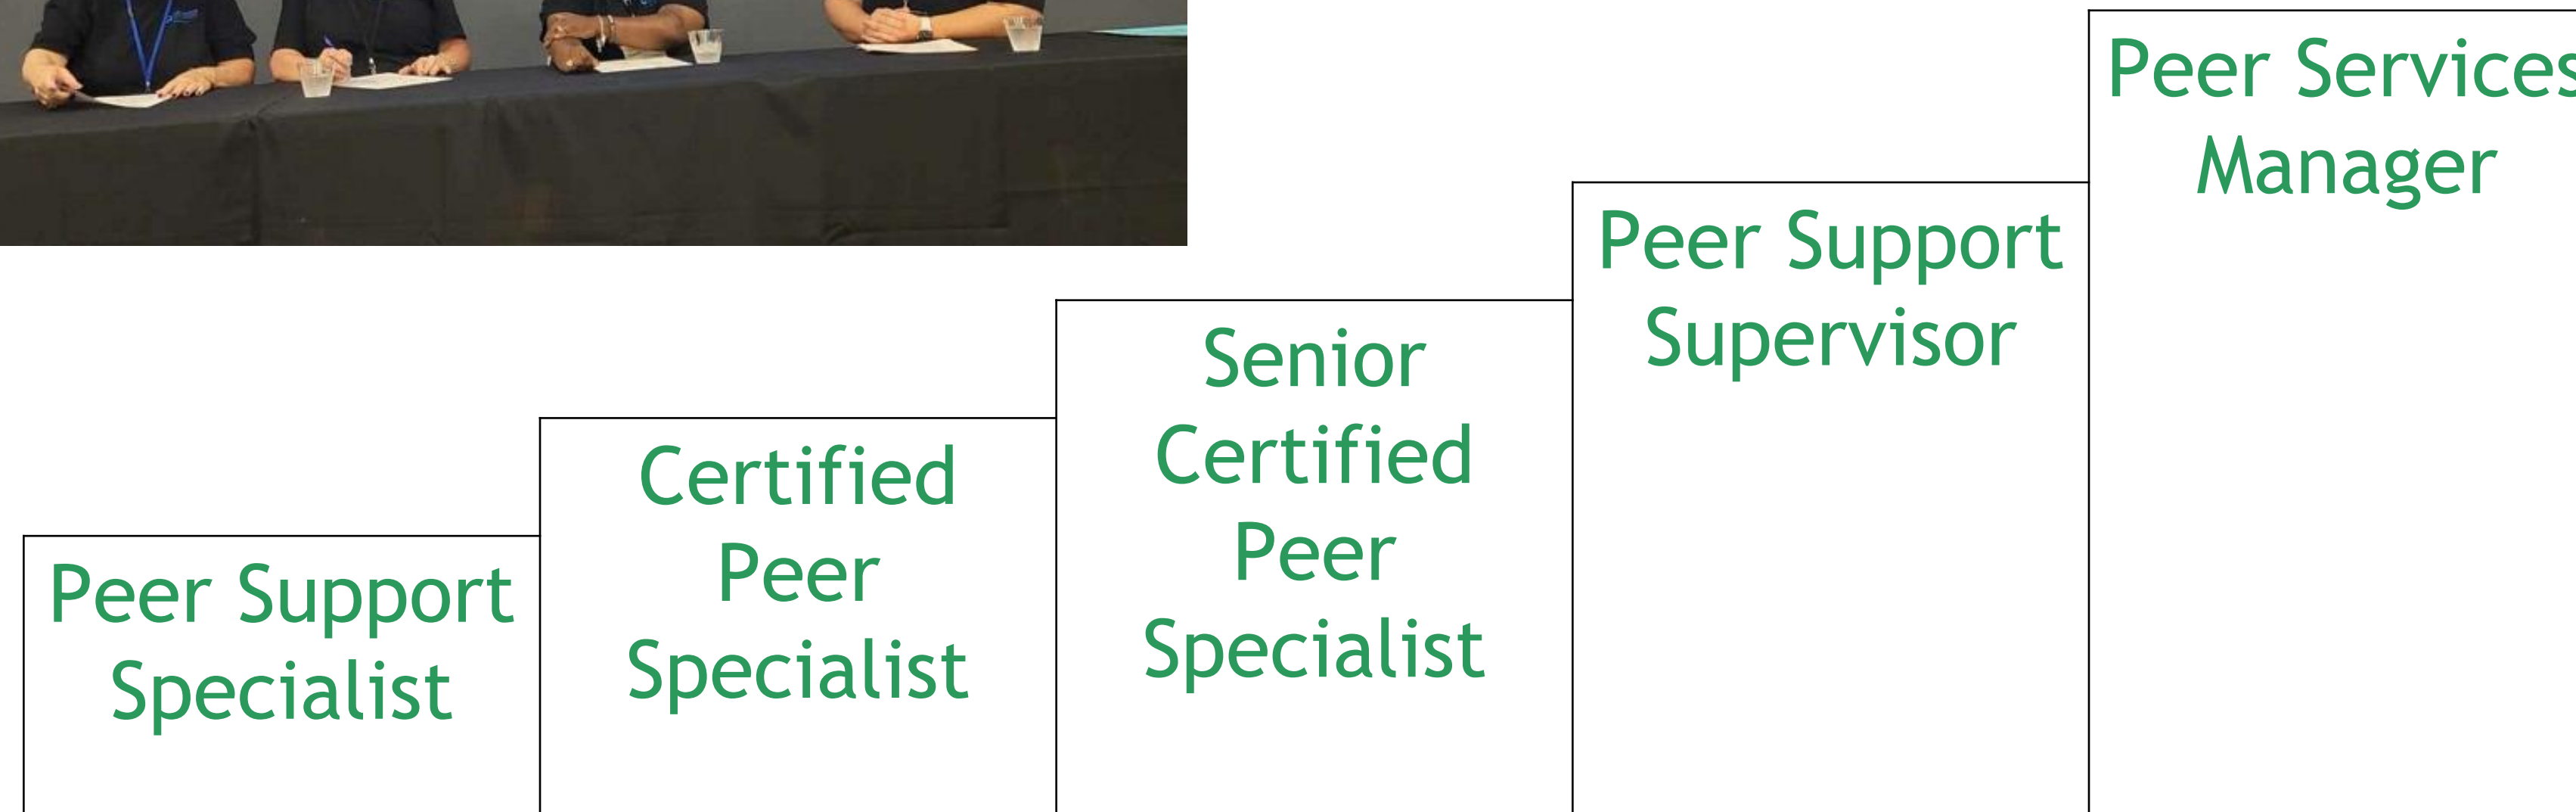 Peer Services
Manager
Peer Support
Supervisor
Senior
Certified
Peer
Specialist
Certified
Peer
Specialist
Peer Support
Specialist